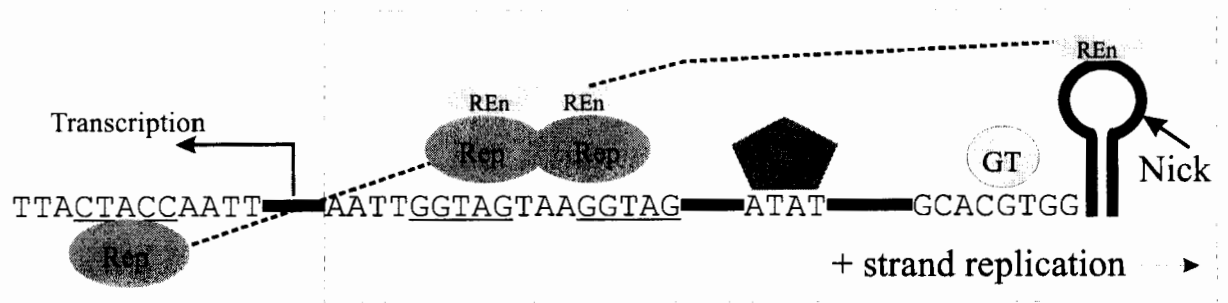 REn
REn REn
Transcription
Rep Rep
GT
Nick
TTACTACCAATT AATTGGTAGTAAGGTAG ATAT GCACGTGG
Rep
+ strand replication